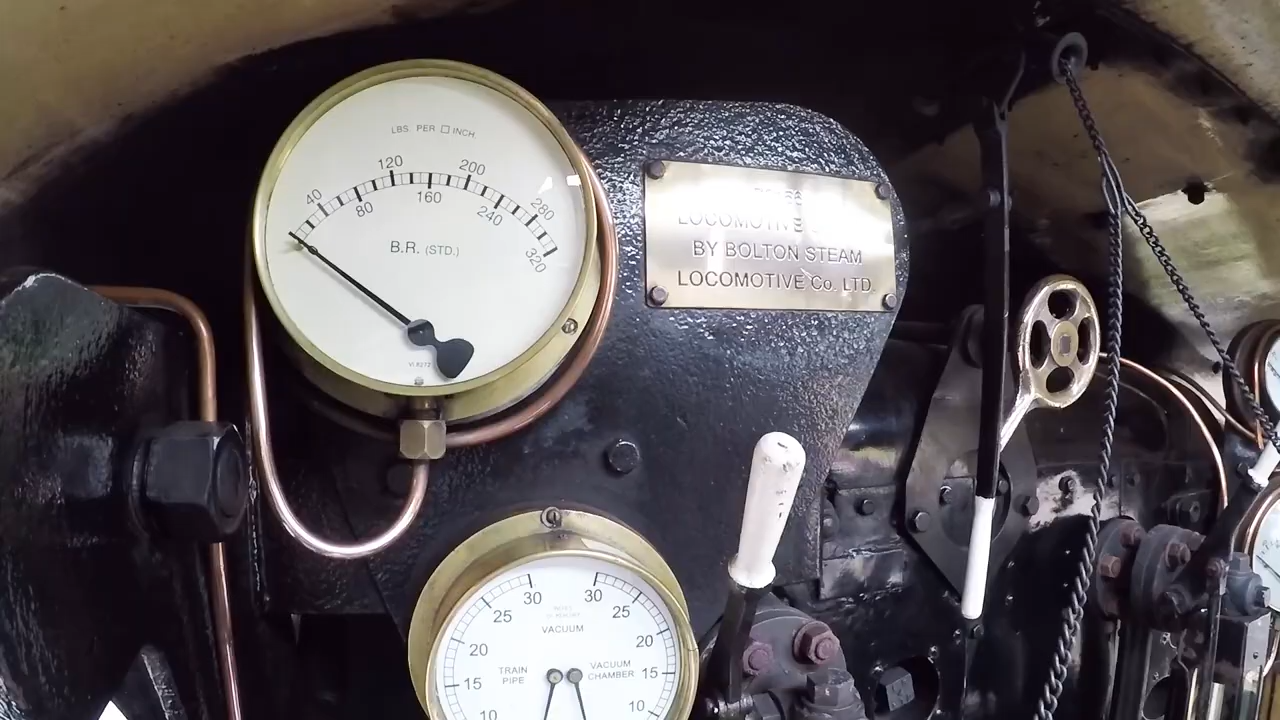 LBS. PER □ INCH
40 80 120 160 200 240 280 320
B.R. (STD.)
LOCOMOTIVE
BY BOLTON STEAM
LOCOMOTIVE Co. LTD.
30 30
25 25
VACUUM
20 20
TRAIN PIPE
VACUUM CHAMBER
15 15
10 10